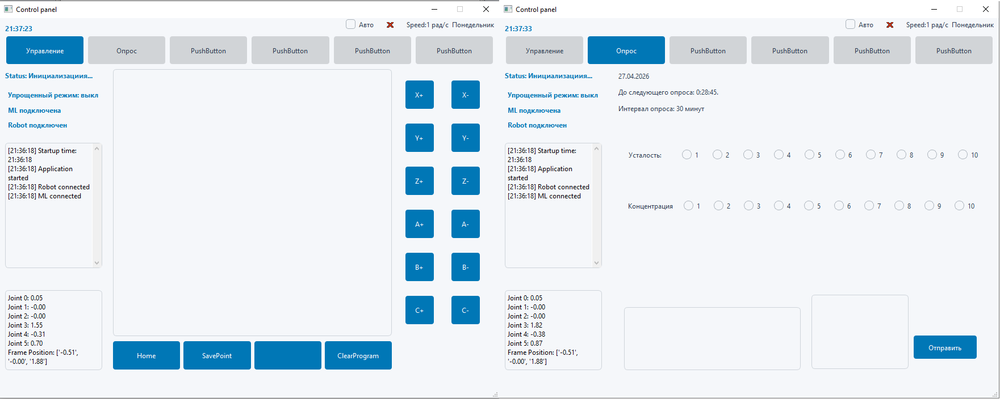 Control panel
21:37:23
Авто
Speed:1 рад/с Понедельник
Управление
Опрос
PushButton
PushButton
PushButton
PushButton
Status: Инициализациия...
Упрощенный режим: выкл
ML подключена
Robot подключен
[21:36:18] Startup time:
21:36:18
[21:36:18] Application
started
[21:36:18] Robot connected
[21:36:18] ML connected
Joint 0: 0.05
Joint 1: -0.00
Joint 2: -0.00
Joint 3: 1.55
Joint 4: -0.31
Joint 5: 0.70
Frame Position: ['-0.51',
'-0.00', '1.88']
X+ X-
Y+ Y-
Z+ Z-
A+ A-
B+ B-
C+ C-
Home
SavePoint
ClearProgram
Control panel
21:37:33
Авто
Speed:1 рад/с Понедельник
Управление
Опрос
PushButton
PushButton
PushButton
PushButton
Status: Инициализациия...
Упрощенный режим: выкл
ML подключена
Robot подключен
[21:36:18] Startup time:
21:36:18
[21:36:18] Application
started
[21:36:18] Robot connected
[21:36:18] ML connected
Joint 0: 0.05
Joint 1: -0.00
Joint 2: -0.00
Joint 3: 1.82
Joint 4: -0.38
Joint 5: 0.87
Frame Position: ['-0.51',
'-0.00', '1.88']
27.04.2026
До следующего опроса: 0:28:45.
Интервал опроса: 30 минут
Усталость: 1 2 3 4 5 6 7 8 9 10
Концентрация 1 2 3 4 5 6 7 8 9 10
Отправить